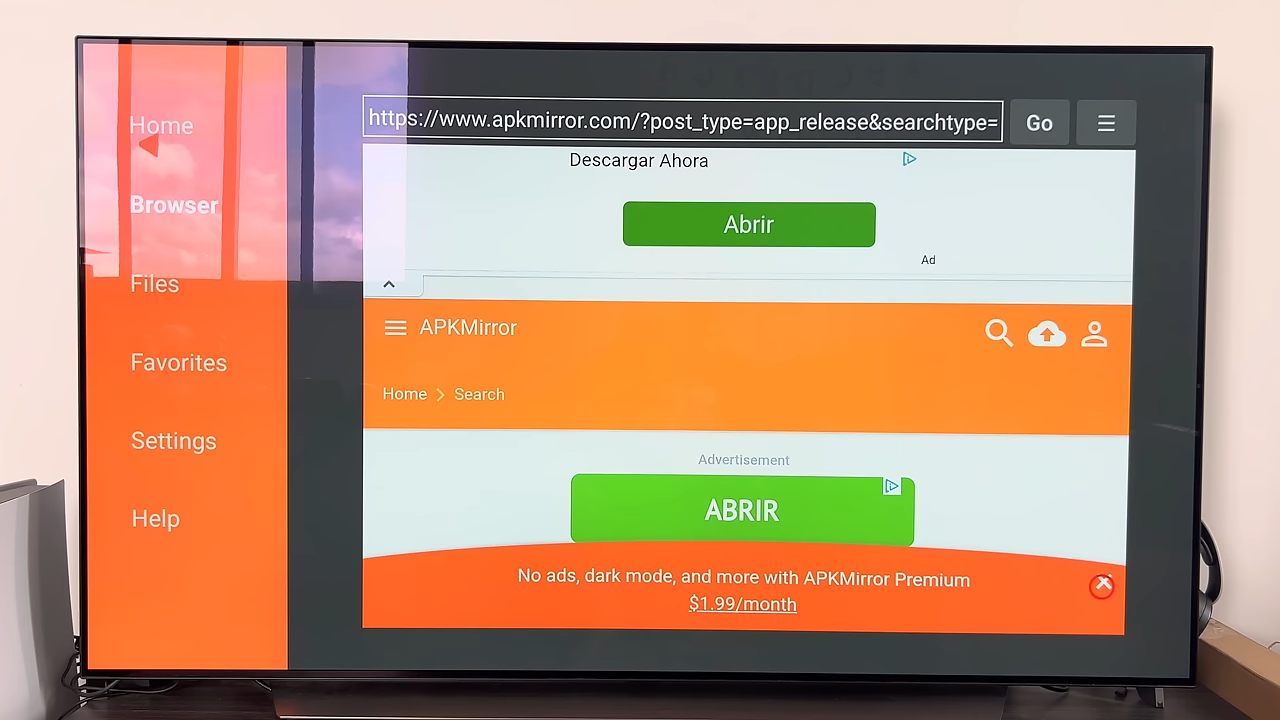 Home
Browser
Files
Favorites
Settings
Help
https://www.apkmirror.com/?post_type=app_release&searchtype=
Go
Descargar Ahora
Abrir
Ad
APKMirror
Home
Search
Advertisement
ABRIR
No ads, dark mode, and more with APKMirror Premium
$1.99/month